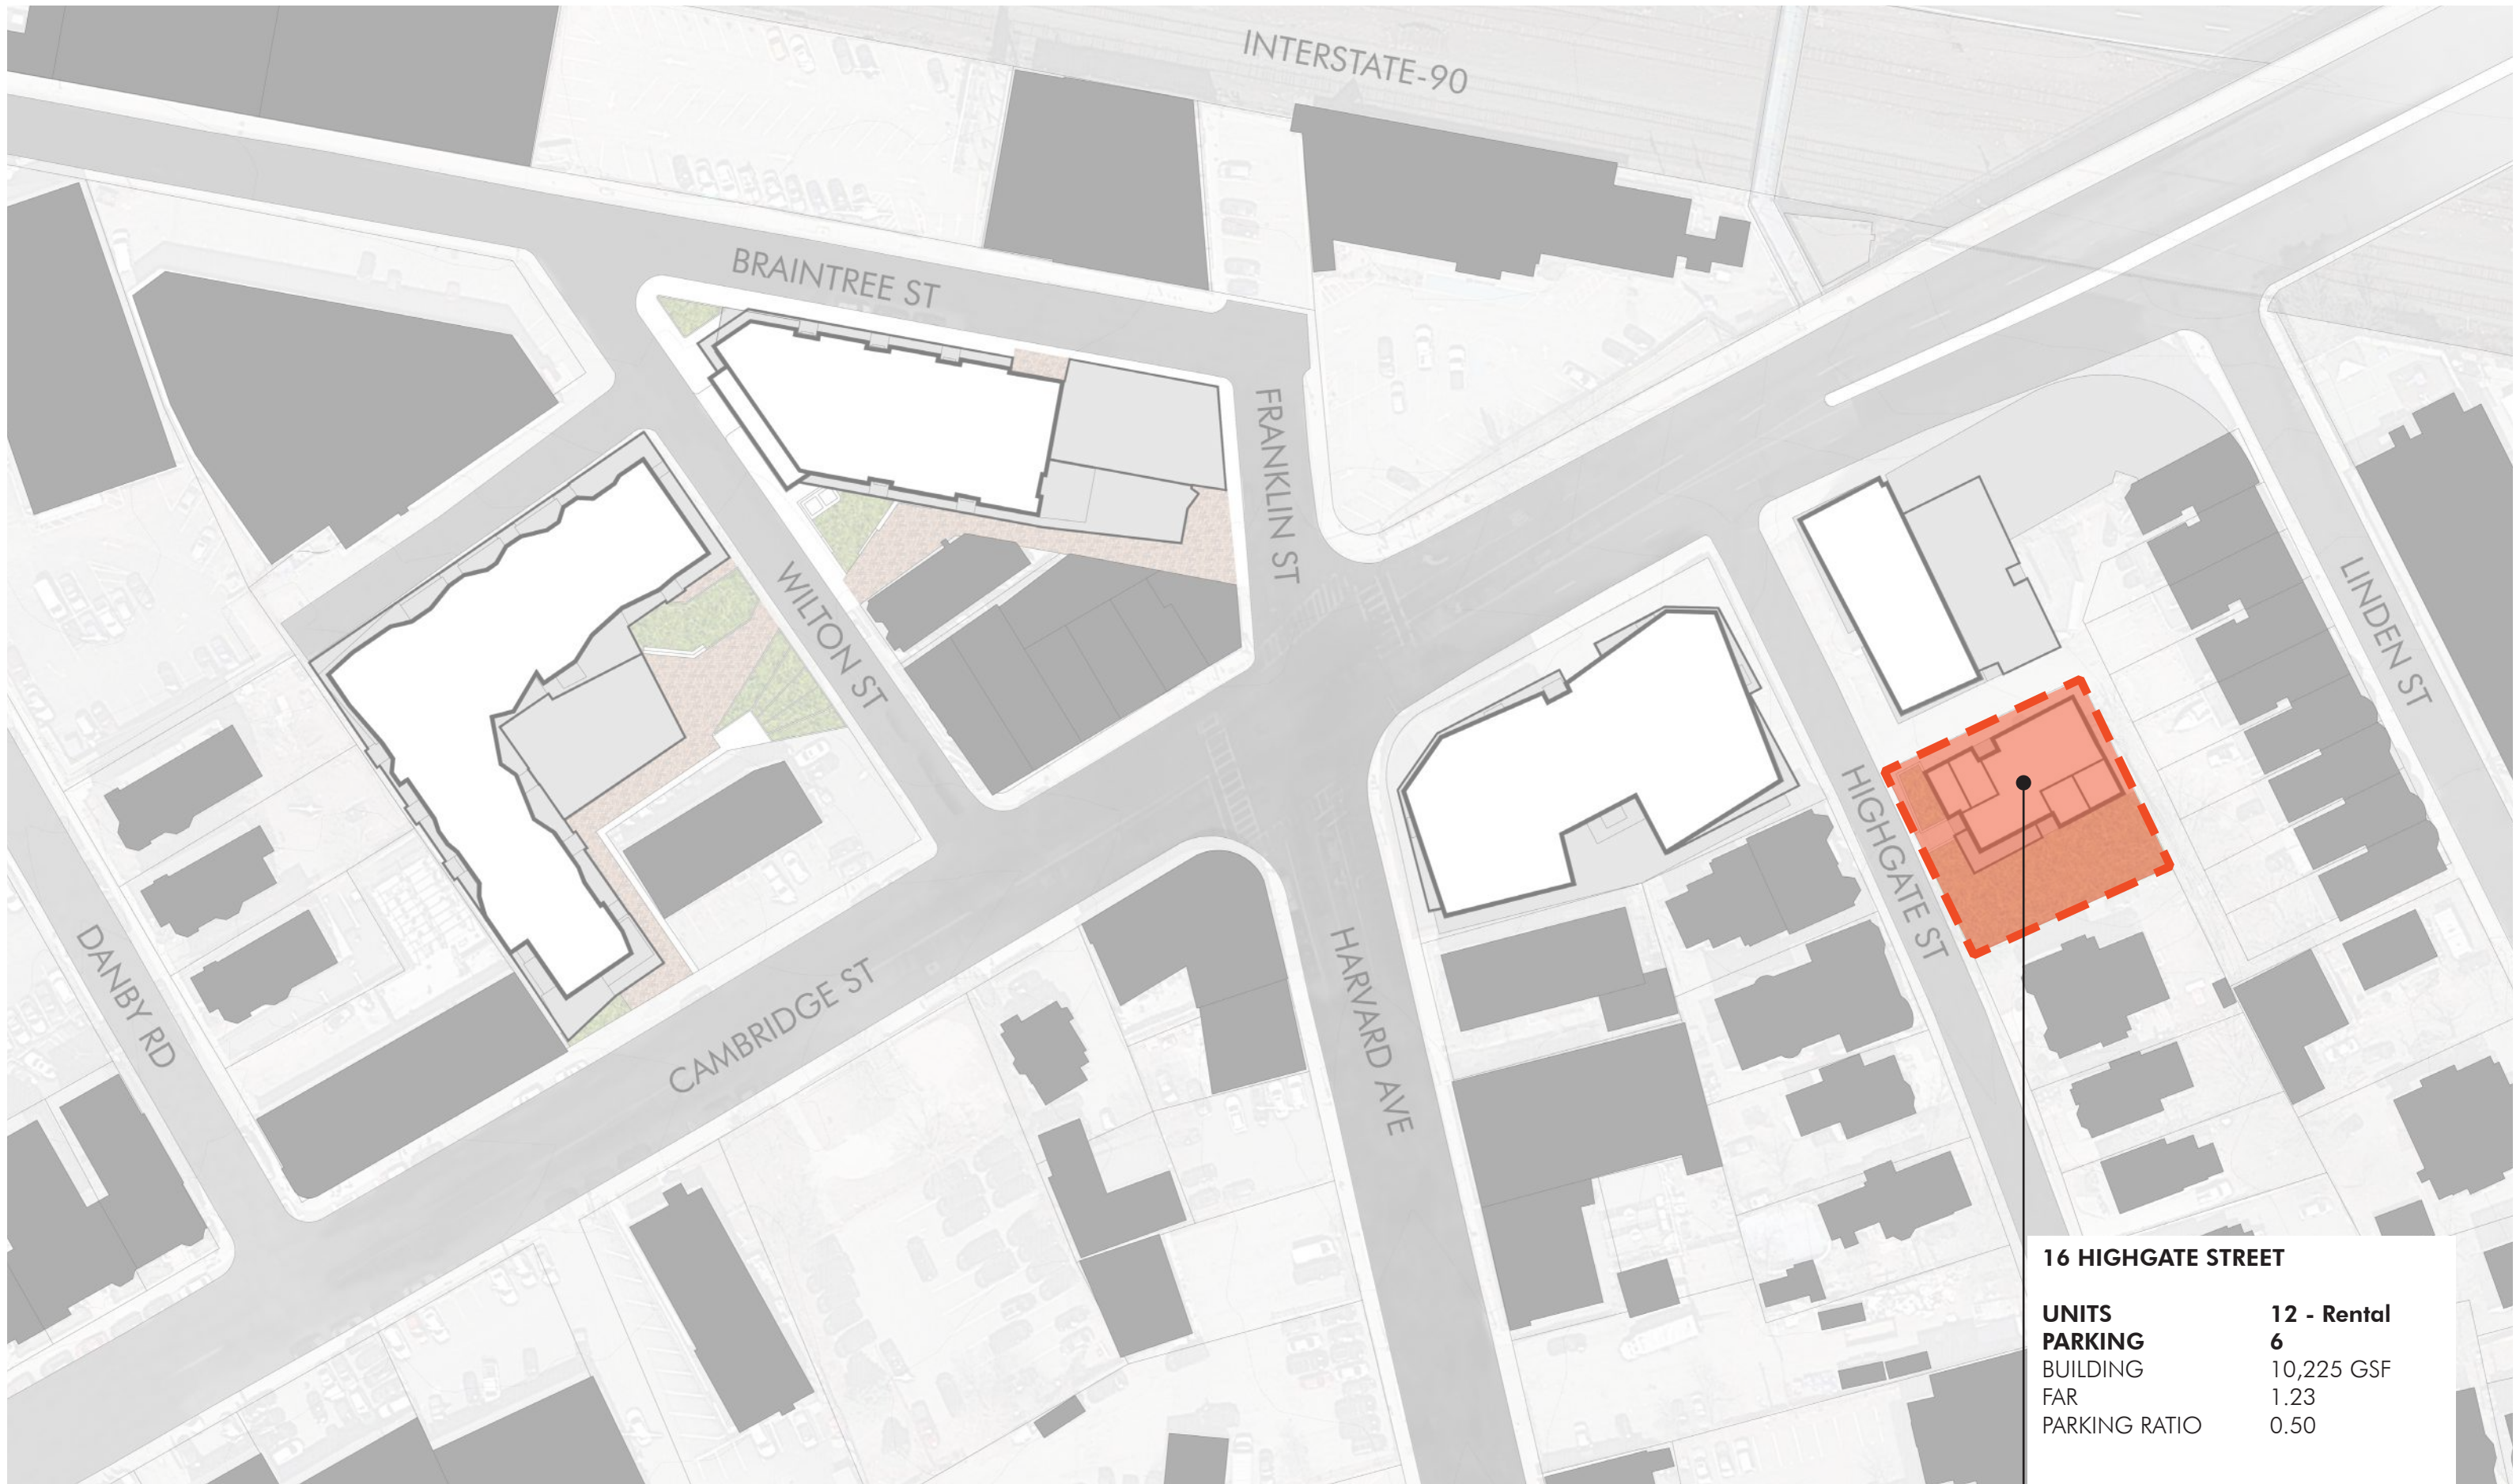 INTERSTATE-90
BRAINTREE ST
FRANKLIN ST
WILTON ST
LINDEN ST
HIGHGATE ST
DANBY RD
CAMBRIDGE ST
HARVARD AVE
16 HIGHGATE STREET
UNITS 12 - Rental
PARKING 6
BUILDING 10,225 GSF
FAR 1.23
PARKING RATIO 0.50